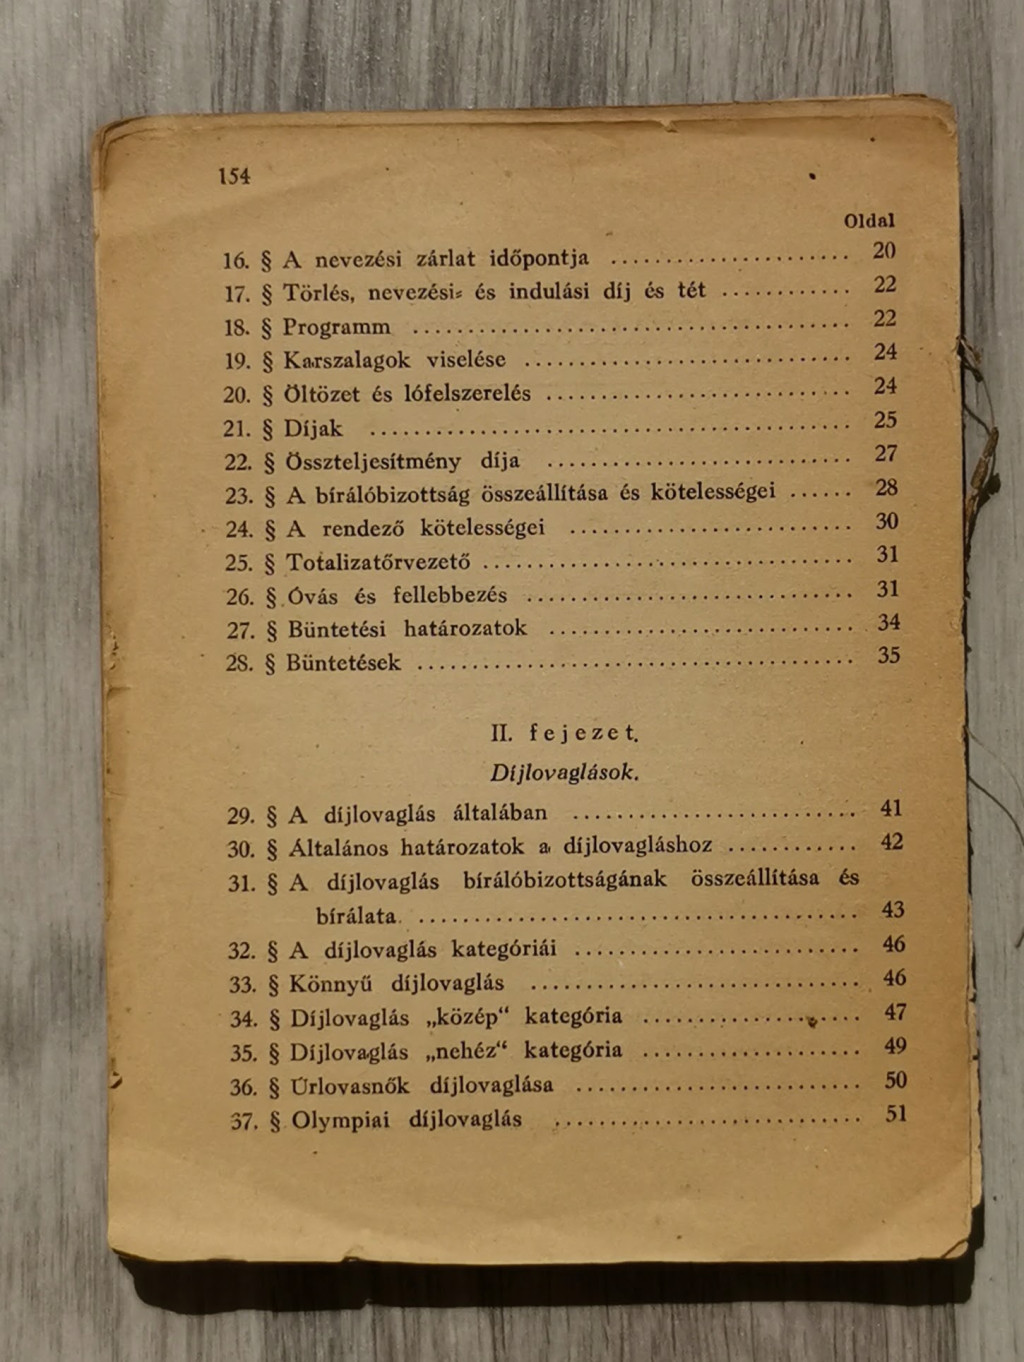 154
Oldal
16. § A nevezési zárlat időpontja ........................ 20
17. § Törlés, nevezési- és indulási díj és tét ............. 22
18. § Programm ........................................... 22
19. § Karszalagok viselése ................................ 24
20. § Öltözet és lófelszerelés .............................. 24
21. § Díjak ............................................... 25
22. § Összteljesítmény díja ............................... 27
23. § A bírálóbizottság összeállítása és kötelességei ...... 28
24. § A rendező kötelességei ............................. 30
25. § Totalizatőrvezető .................................... 31
26. § Óvás és fellebbezés ................................. 31
27. § Büntetési határozatok ............................... 34
28. § Büntetések .......................................... 35
II. fejezet.
Díjlovaglások.
29. § A díjlovaglás általában ............................. 41
30. § Általános határozatok a díjlovagláshoz ............. 42
31. § A díjlovaglás bírálóbizottságának összeállítása és
bírálata ............................................ 43
32. § A díjlovaglás kategóriái ............................ 46
33. § Könnyű díjlovaglás ................................. 46
34. § Díjlovaglás „közép" kategória ...................... 47
35. § Díjlovaglás „nehéz" kategória ...................... 49
36. § Úrlovasnők díjlovaglása ............................ 50
37. § Olympiai díjlovaglás ............................... 51